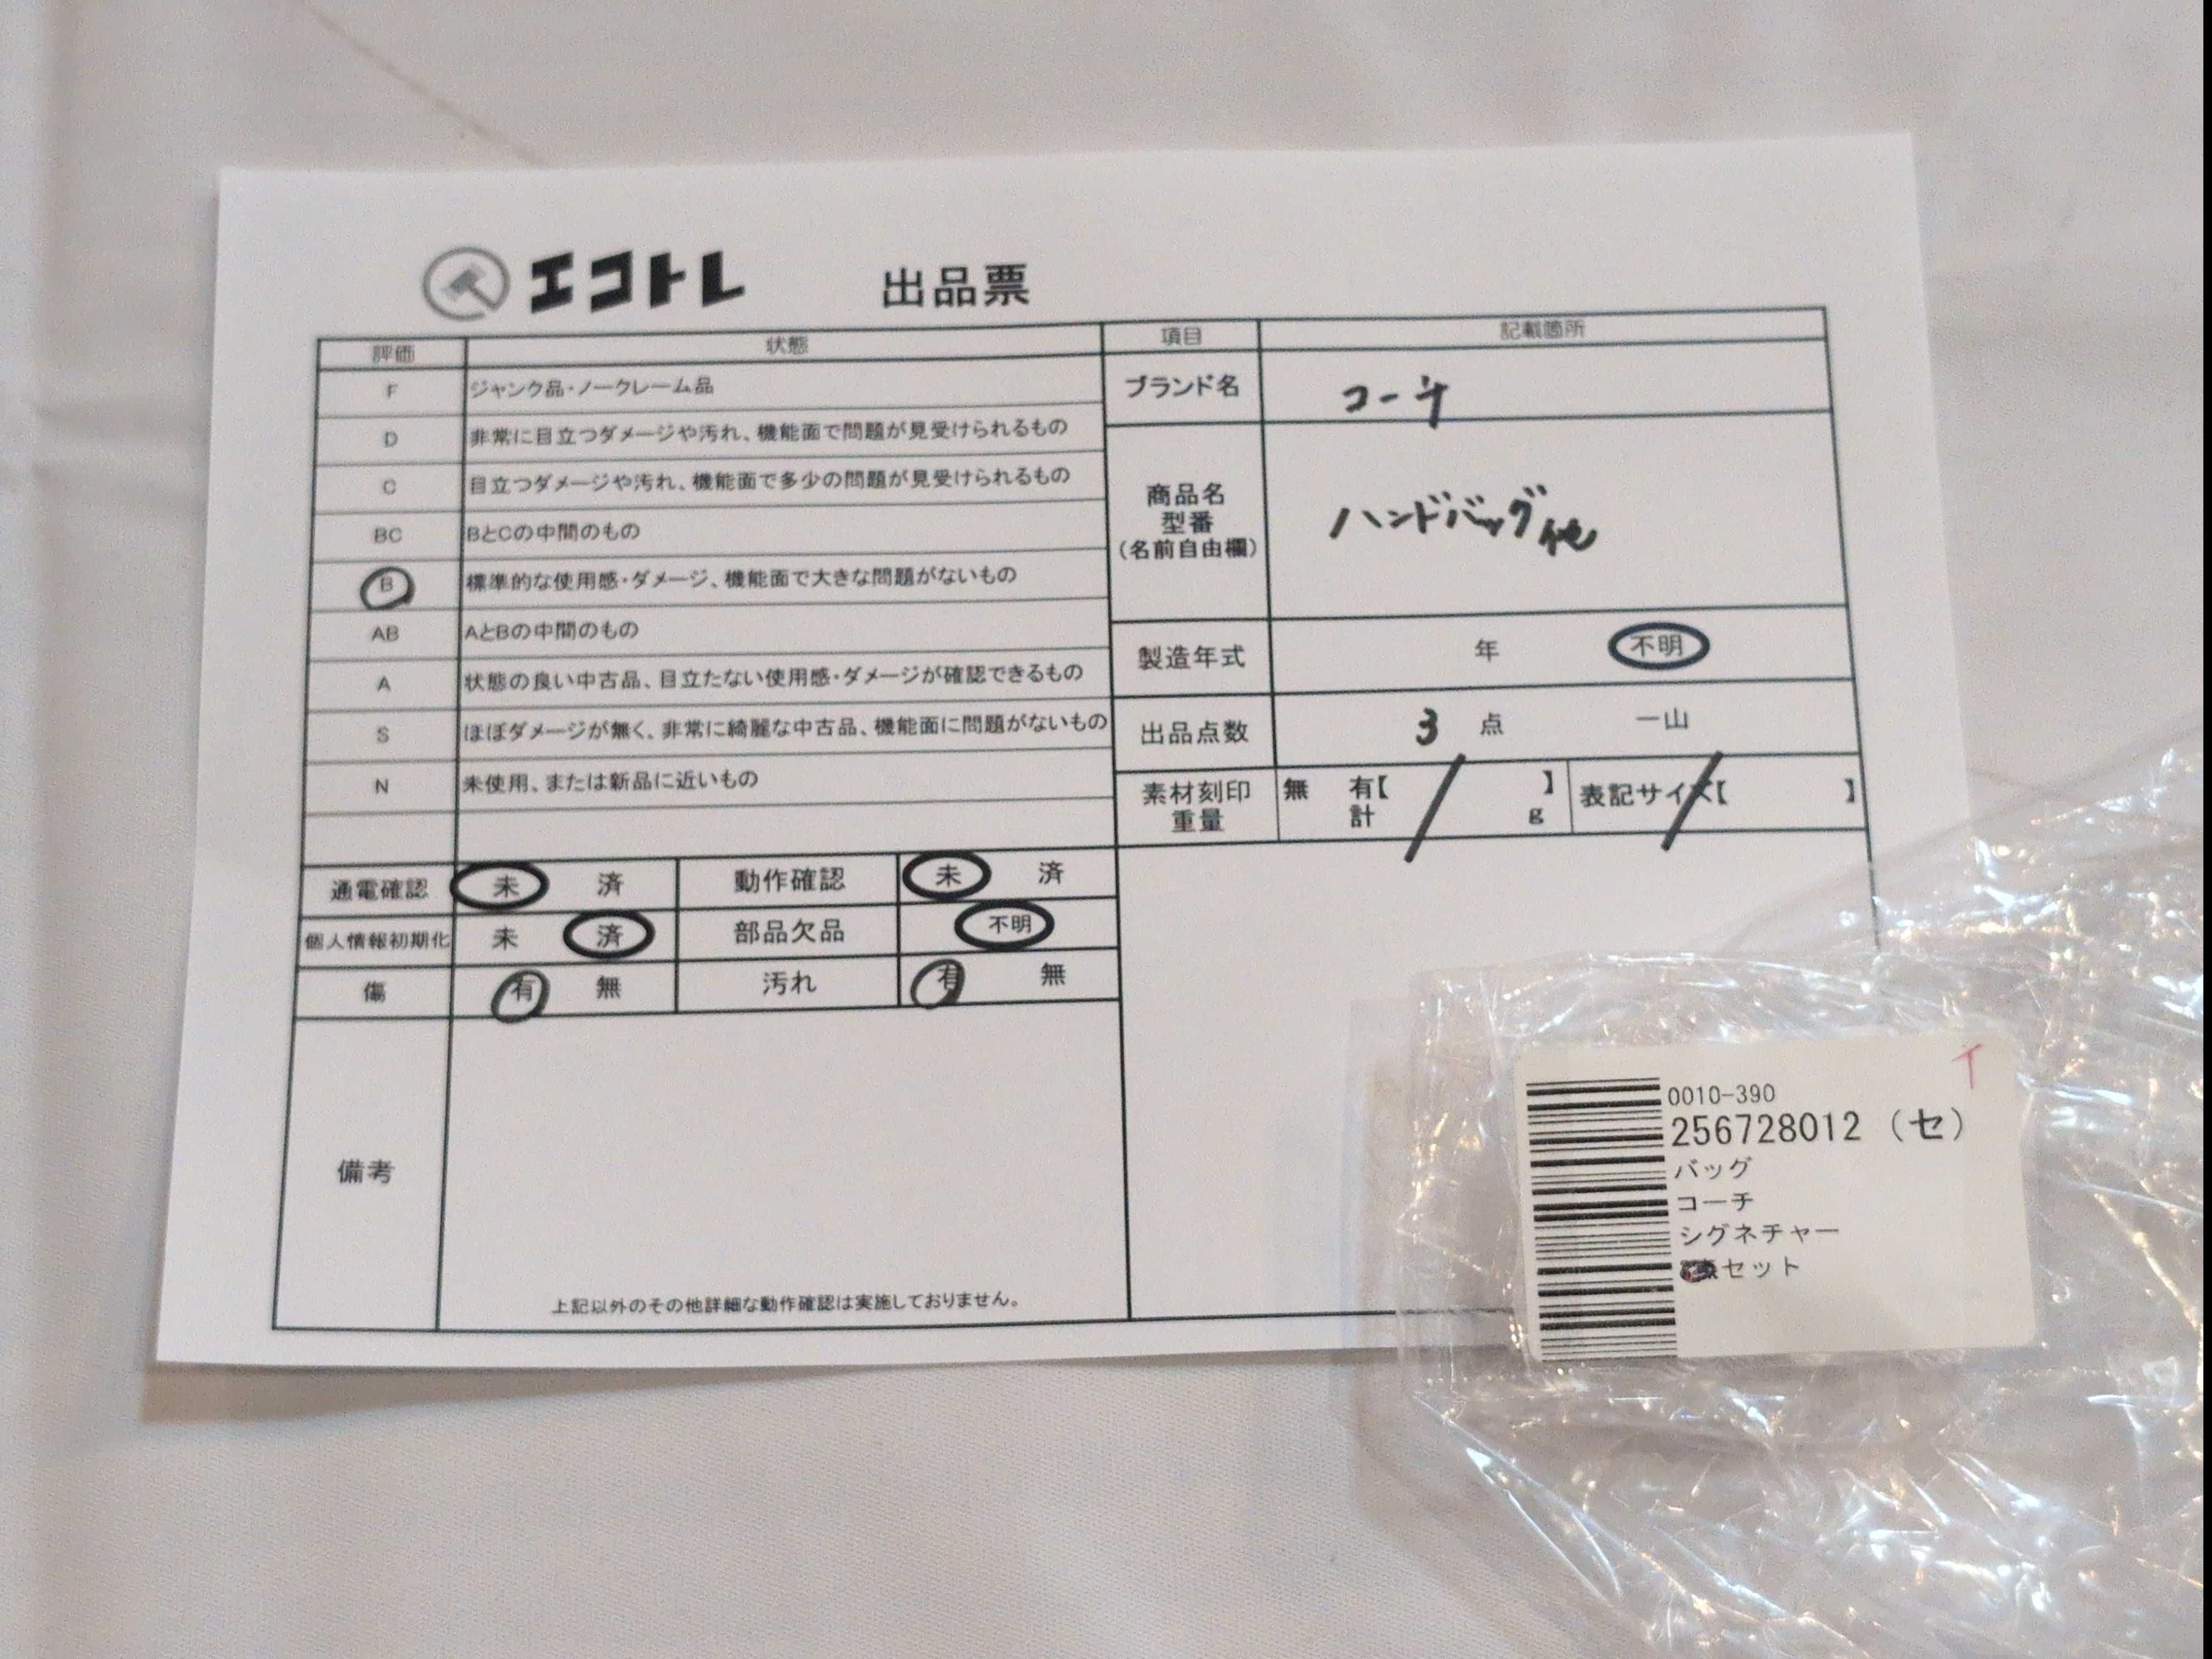 エコトレ 出品票
評価 状態 項目 記載箇所
F ジャンク品・ノークレーム品
D 非常に目立つダメージや汚れ、機能面で問題が見受けられるもの
C 目立つダメージや汚れ、機能面で多少の問題が見受けられるもの
BC BとCの中間のもの
B 標準的な使用感・ダメージ、機能面で大きな問題がないもの
AB AとBの中間のもの
A 状態の良い中古品、目立たない使用感・ダメージが確認できるもの
S ほぼダメージが無く、非常に綺麗な中古品、機能面に問題がないもの
N 未使用、または新品に近いもの
ブランド名 コーチ
商品名
型番
(名前自由欄)
ハンドバッグ他
製造年式 年 不明
出品点数 3 点 一山
素材刻印 無 有【 】 表記サイズ【 】
重量 計 g
通電確認 未 済 動作確認 未 済
個人情報初期化 未 済 部品欠品 不明
傷 有 無 汚れ 有 無
備考
上記以外のその他詳細な動作確認は実施しておりません。
0010-390
256728012 (セ)
バッグ
コーチ
シグネチャー
セット